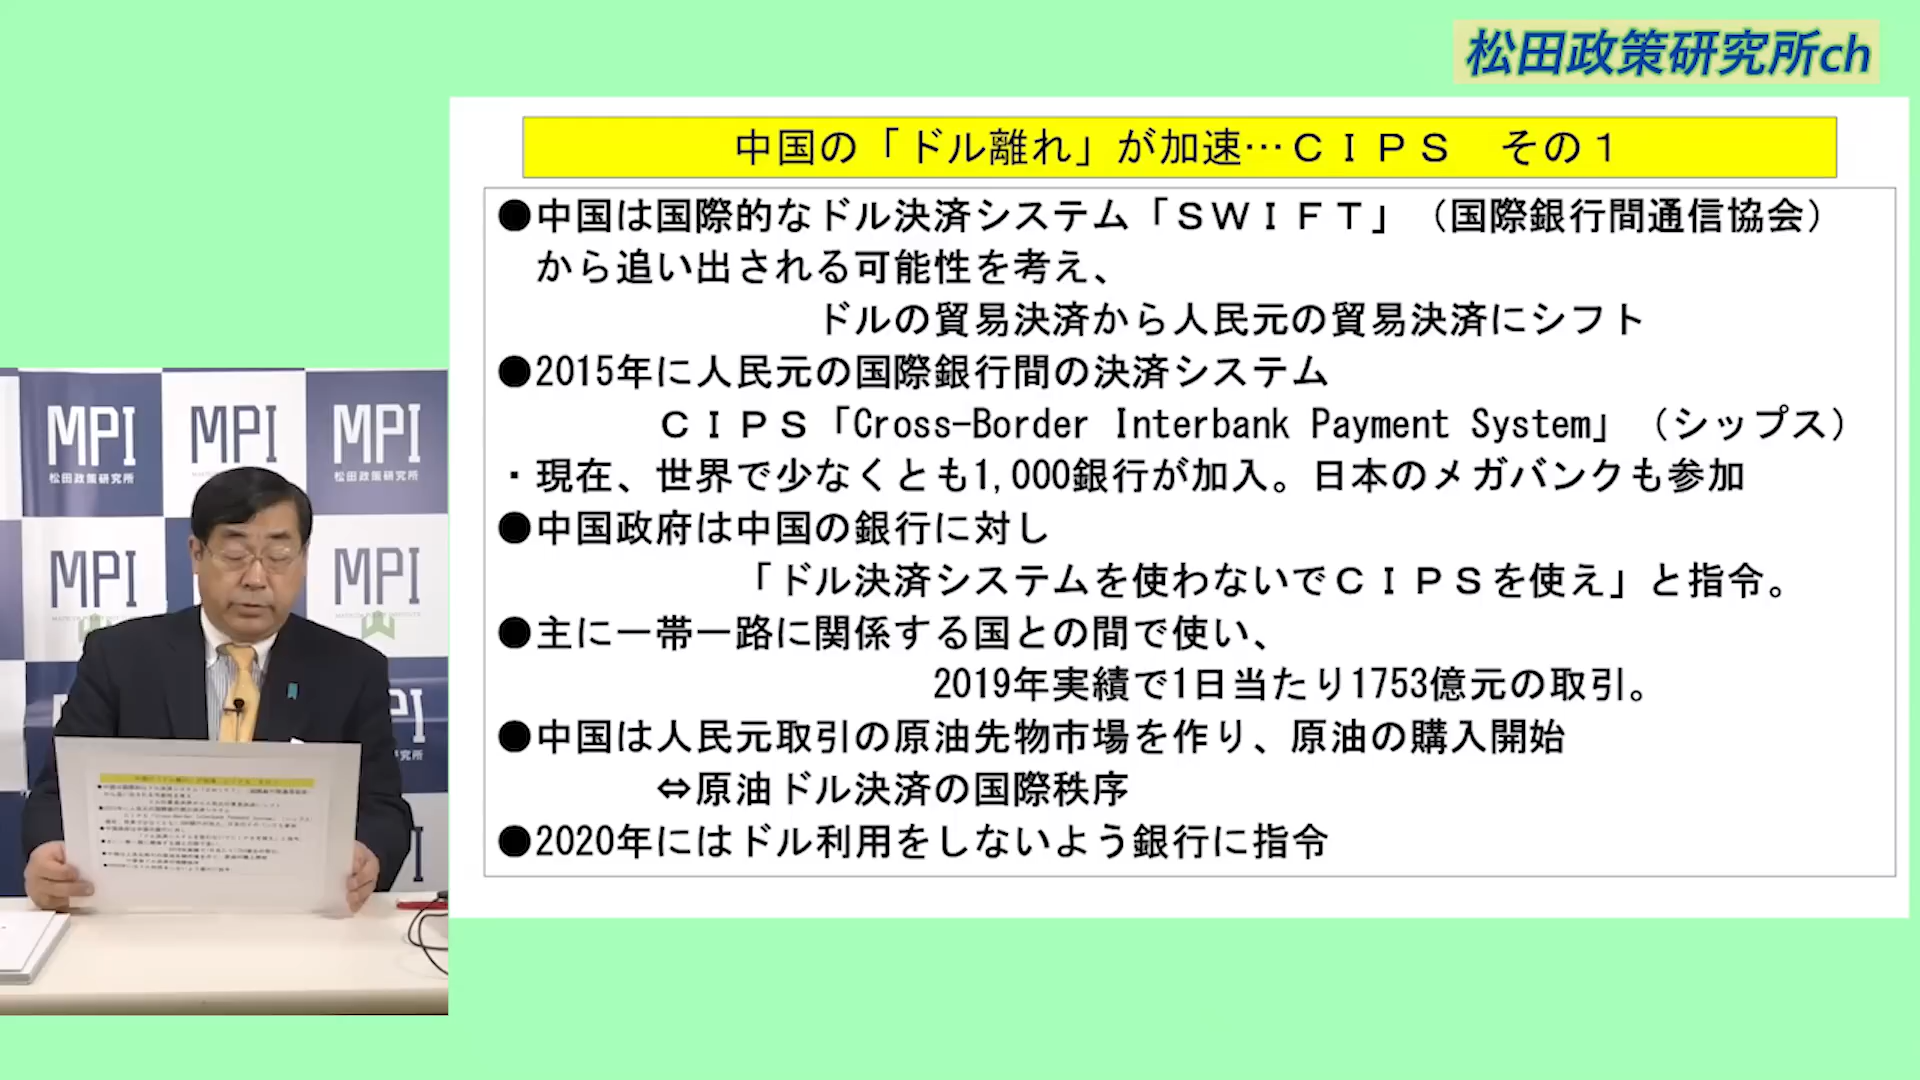 松田政策研究所ch
中国の「ドル離れ」が加速…ＣＩＰＳ　その１
●中国は国際的なドル決済システム「ＳＷＩＦＴ」（国際銀行間通信協会）
から追い出される可能性を考え、
ドルの貿易決済から人民元の貿易決済にシフト
●2015年に人民元の国際銀行間の決済システム
ＣＩＰＳ「Cross-Border Interbank Payment System」（シップス）
・現在、世界で少なくとも1,000銀行が加入。日本のメガバンクも参加
●中国政府は中国の銀行に対し
「ドル決済システムを使わないでＣＩＰＳを使え」と指令。
●主に一帯一路に関係する国との間で使い、
2019年実績で1日当たり1753億元の取引。
●中国は人民元取引の原油先物市場を作り、原油の購入開始
⇔原油ドル決済の国際秩序
●2020年にはドル利用をしないよう銀行に指令
MPI
松田政策研究所
MPI
MPI
松田政策研究所
MPI
MPI